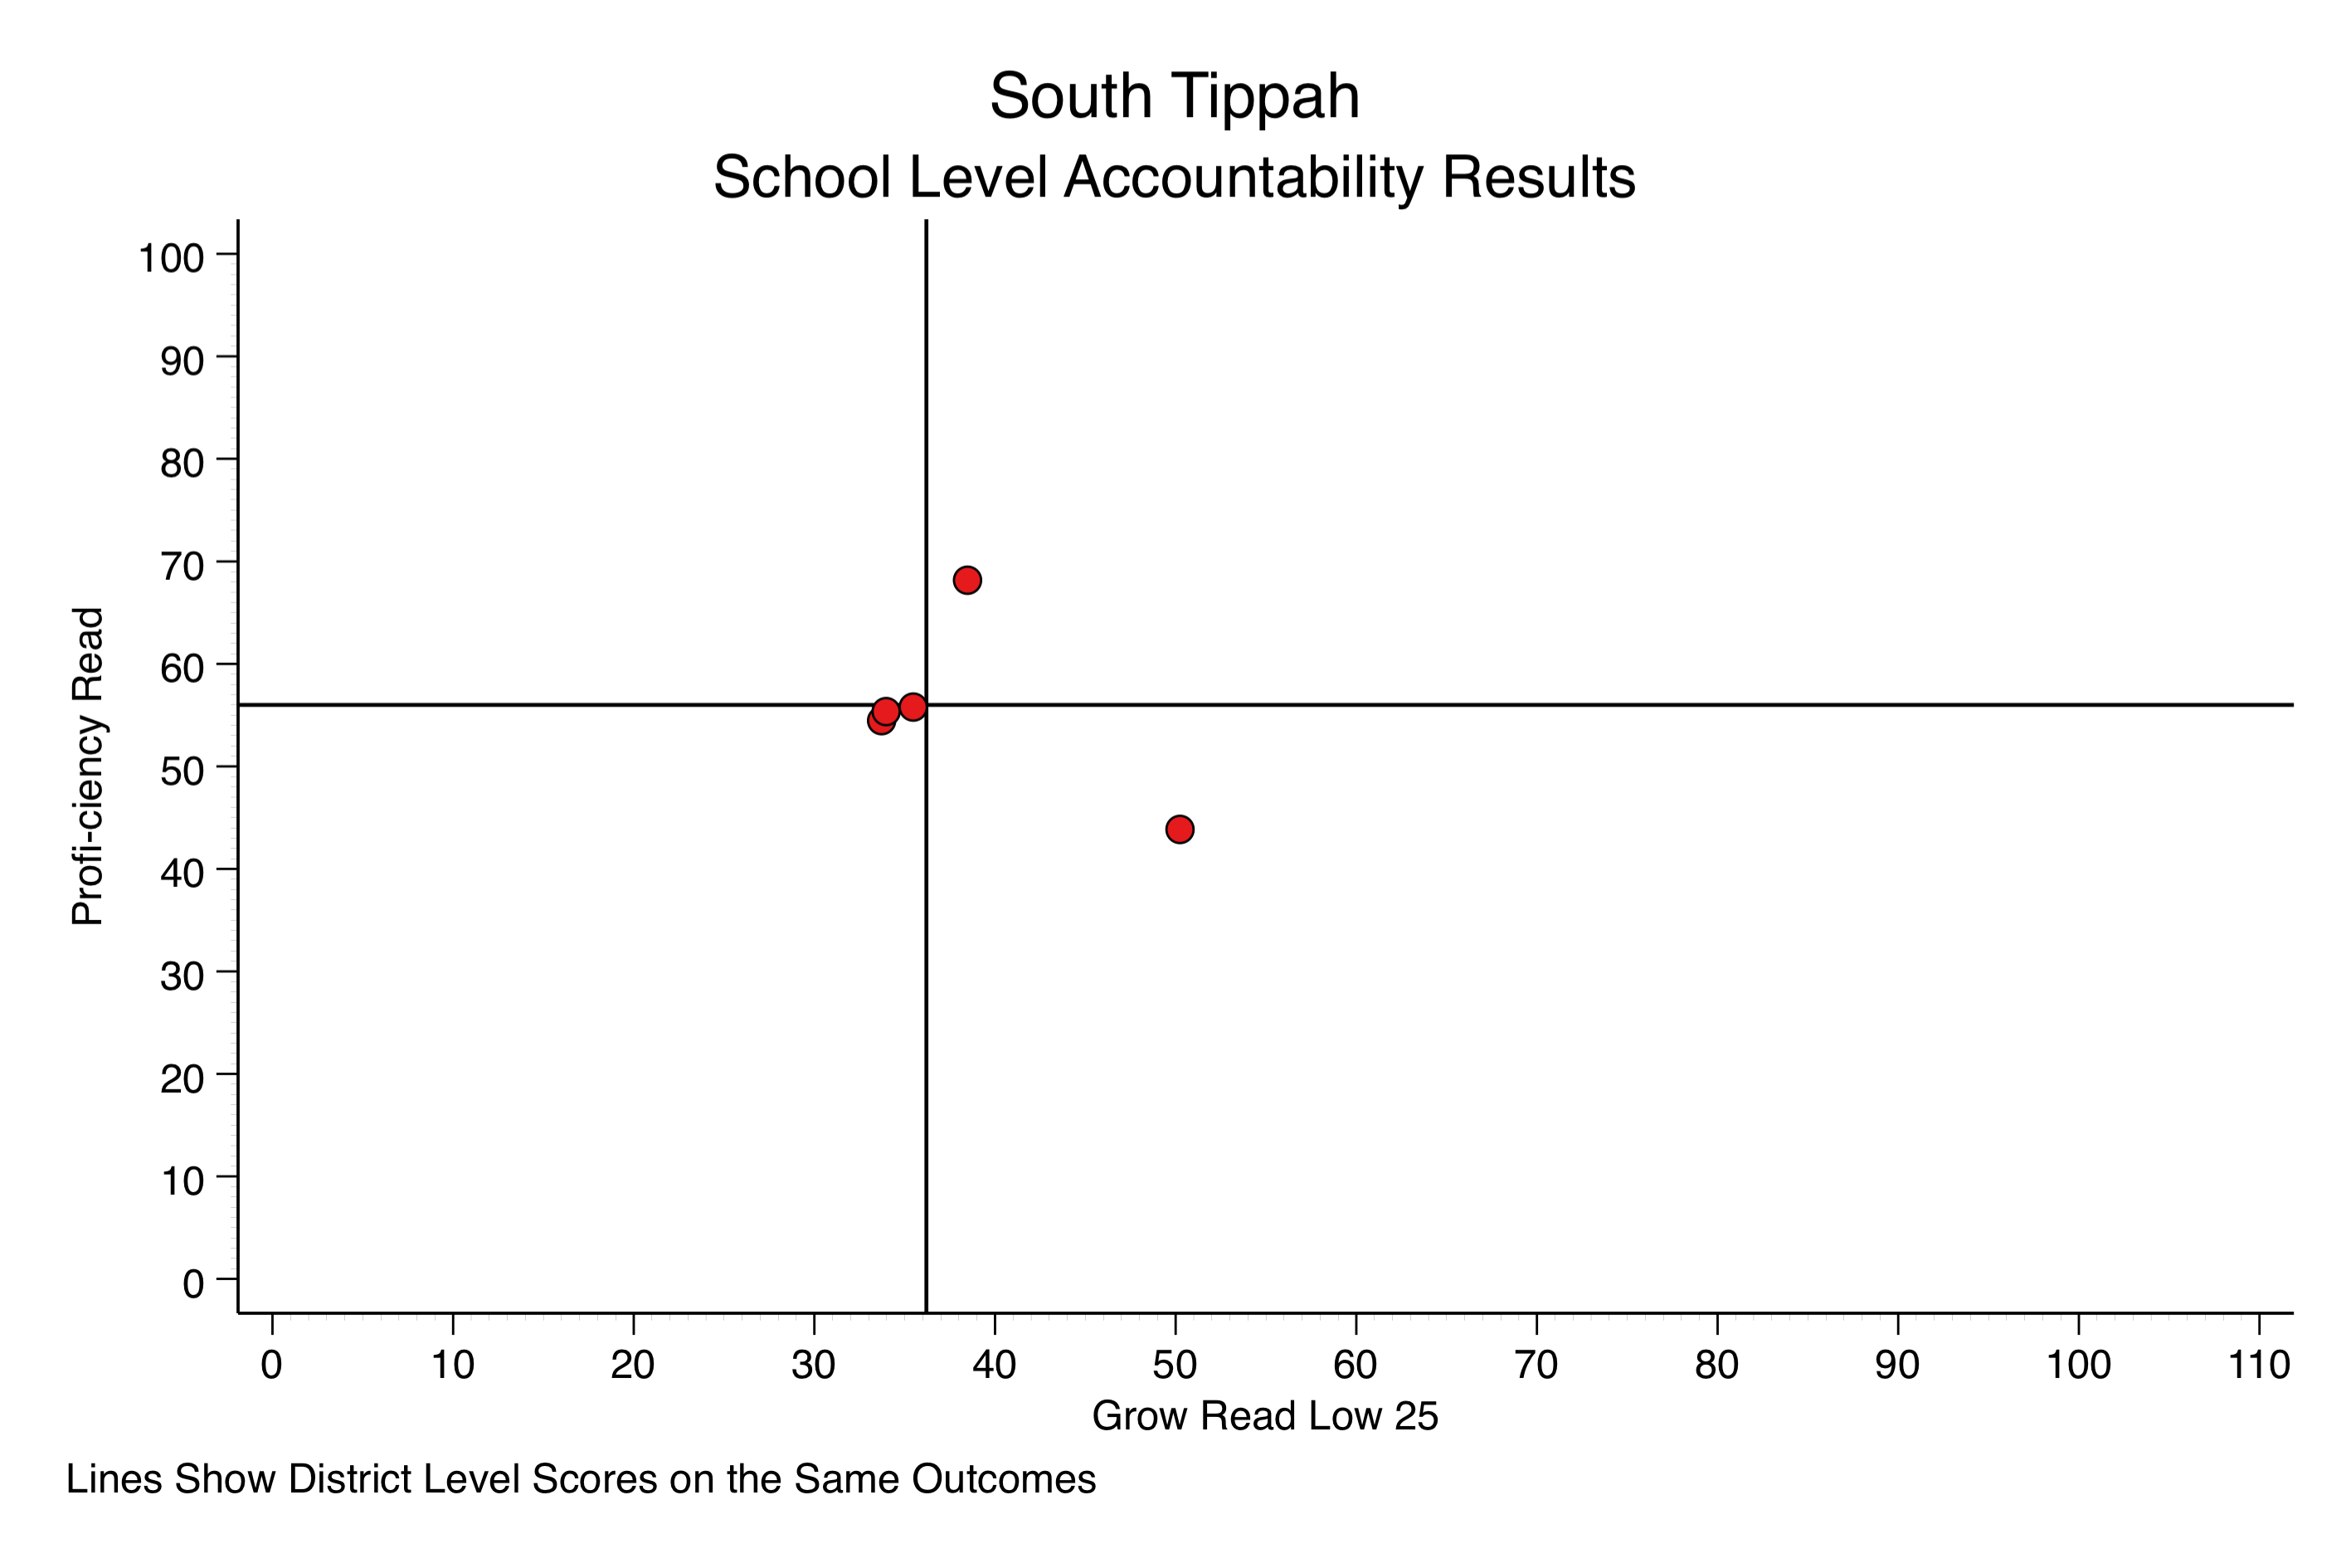 South Tippah
School Level Accountability Results
100
90
80
70
60
50
40
30
20
10
0
Profi-ciency Read
0 10 20 30 40 50 60 70 80 90 100 110
Grow Read Low 25
Lines Show District Level Scores on the Same Outcomes